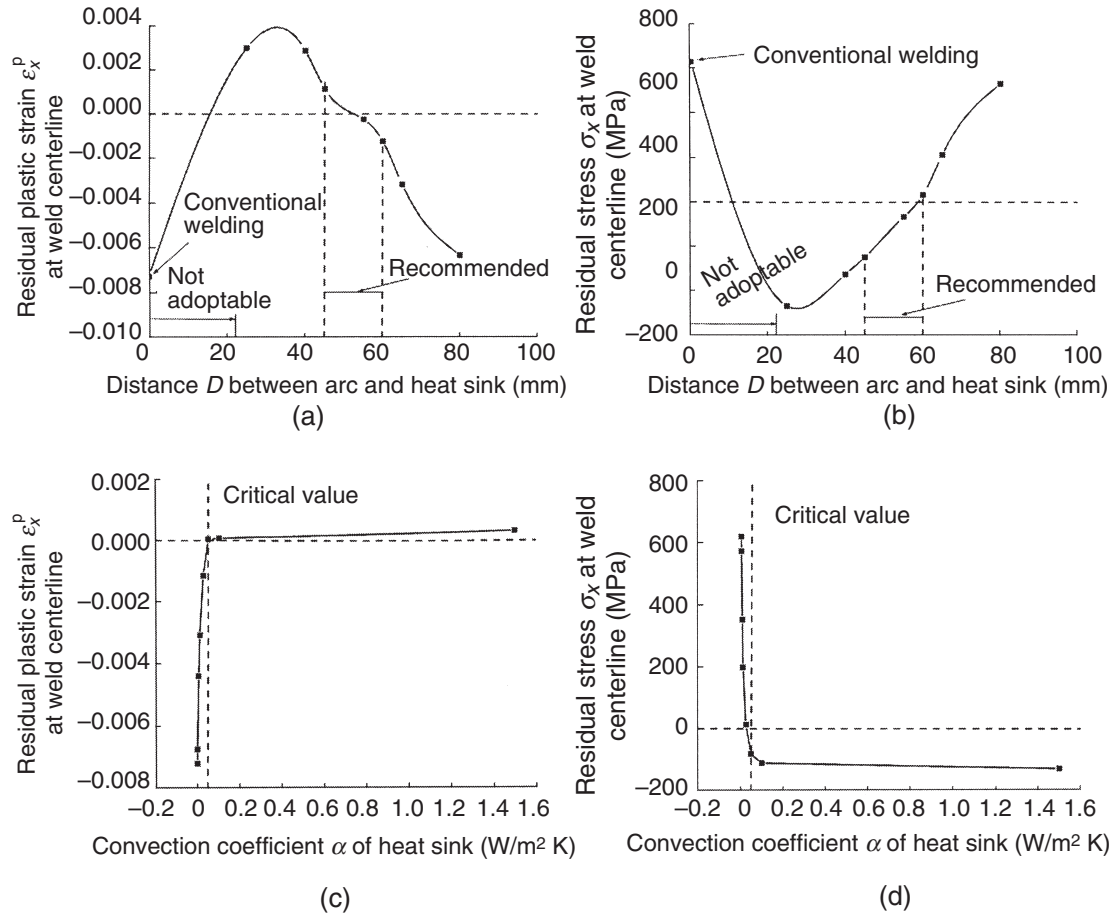 0.004
0.002
0.000
–0.002
–0.004
–0.006
–0.008
–0.010
Residual plastic strain εₓᵖ
at weld centerline
Conventional
welding
Not
adoptable
Recommended
0 20 40 60 80 100
Distance D between arc and heat sink (mm)
(a)
800
600
400
200
0
–200
Residual stress σₓ at weld
centerline (MPa)
Conventional welding
Not
adoptable
Recommended
0 20 40 60 80 100
Distance D between arc and heat sink (mm)
(b)
0.002
0.000
–0.002
–0.004
–0.006
–0.008
Residual plastic strain εₓᵖ
at weld centerline
Critical value
–0.2 0 0.2 0.4 0.6 0.8 1.0 1.2 1.4 1.6
Convection coefficient α of heat sink (W/m² K)
(c)
800
600
400
200
0
–200
Residual stress σₓ at weld
centerline (MPa)
Critical value
–0.2 0 0.2 0.4 0.6 0.8 1.0 1.2 1.4 1.6
Convection coefficient α of heat sink (W/m² K)
(d)